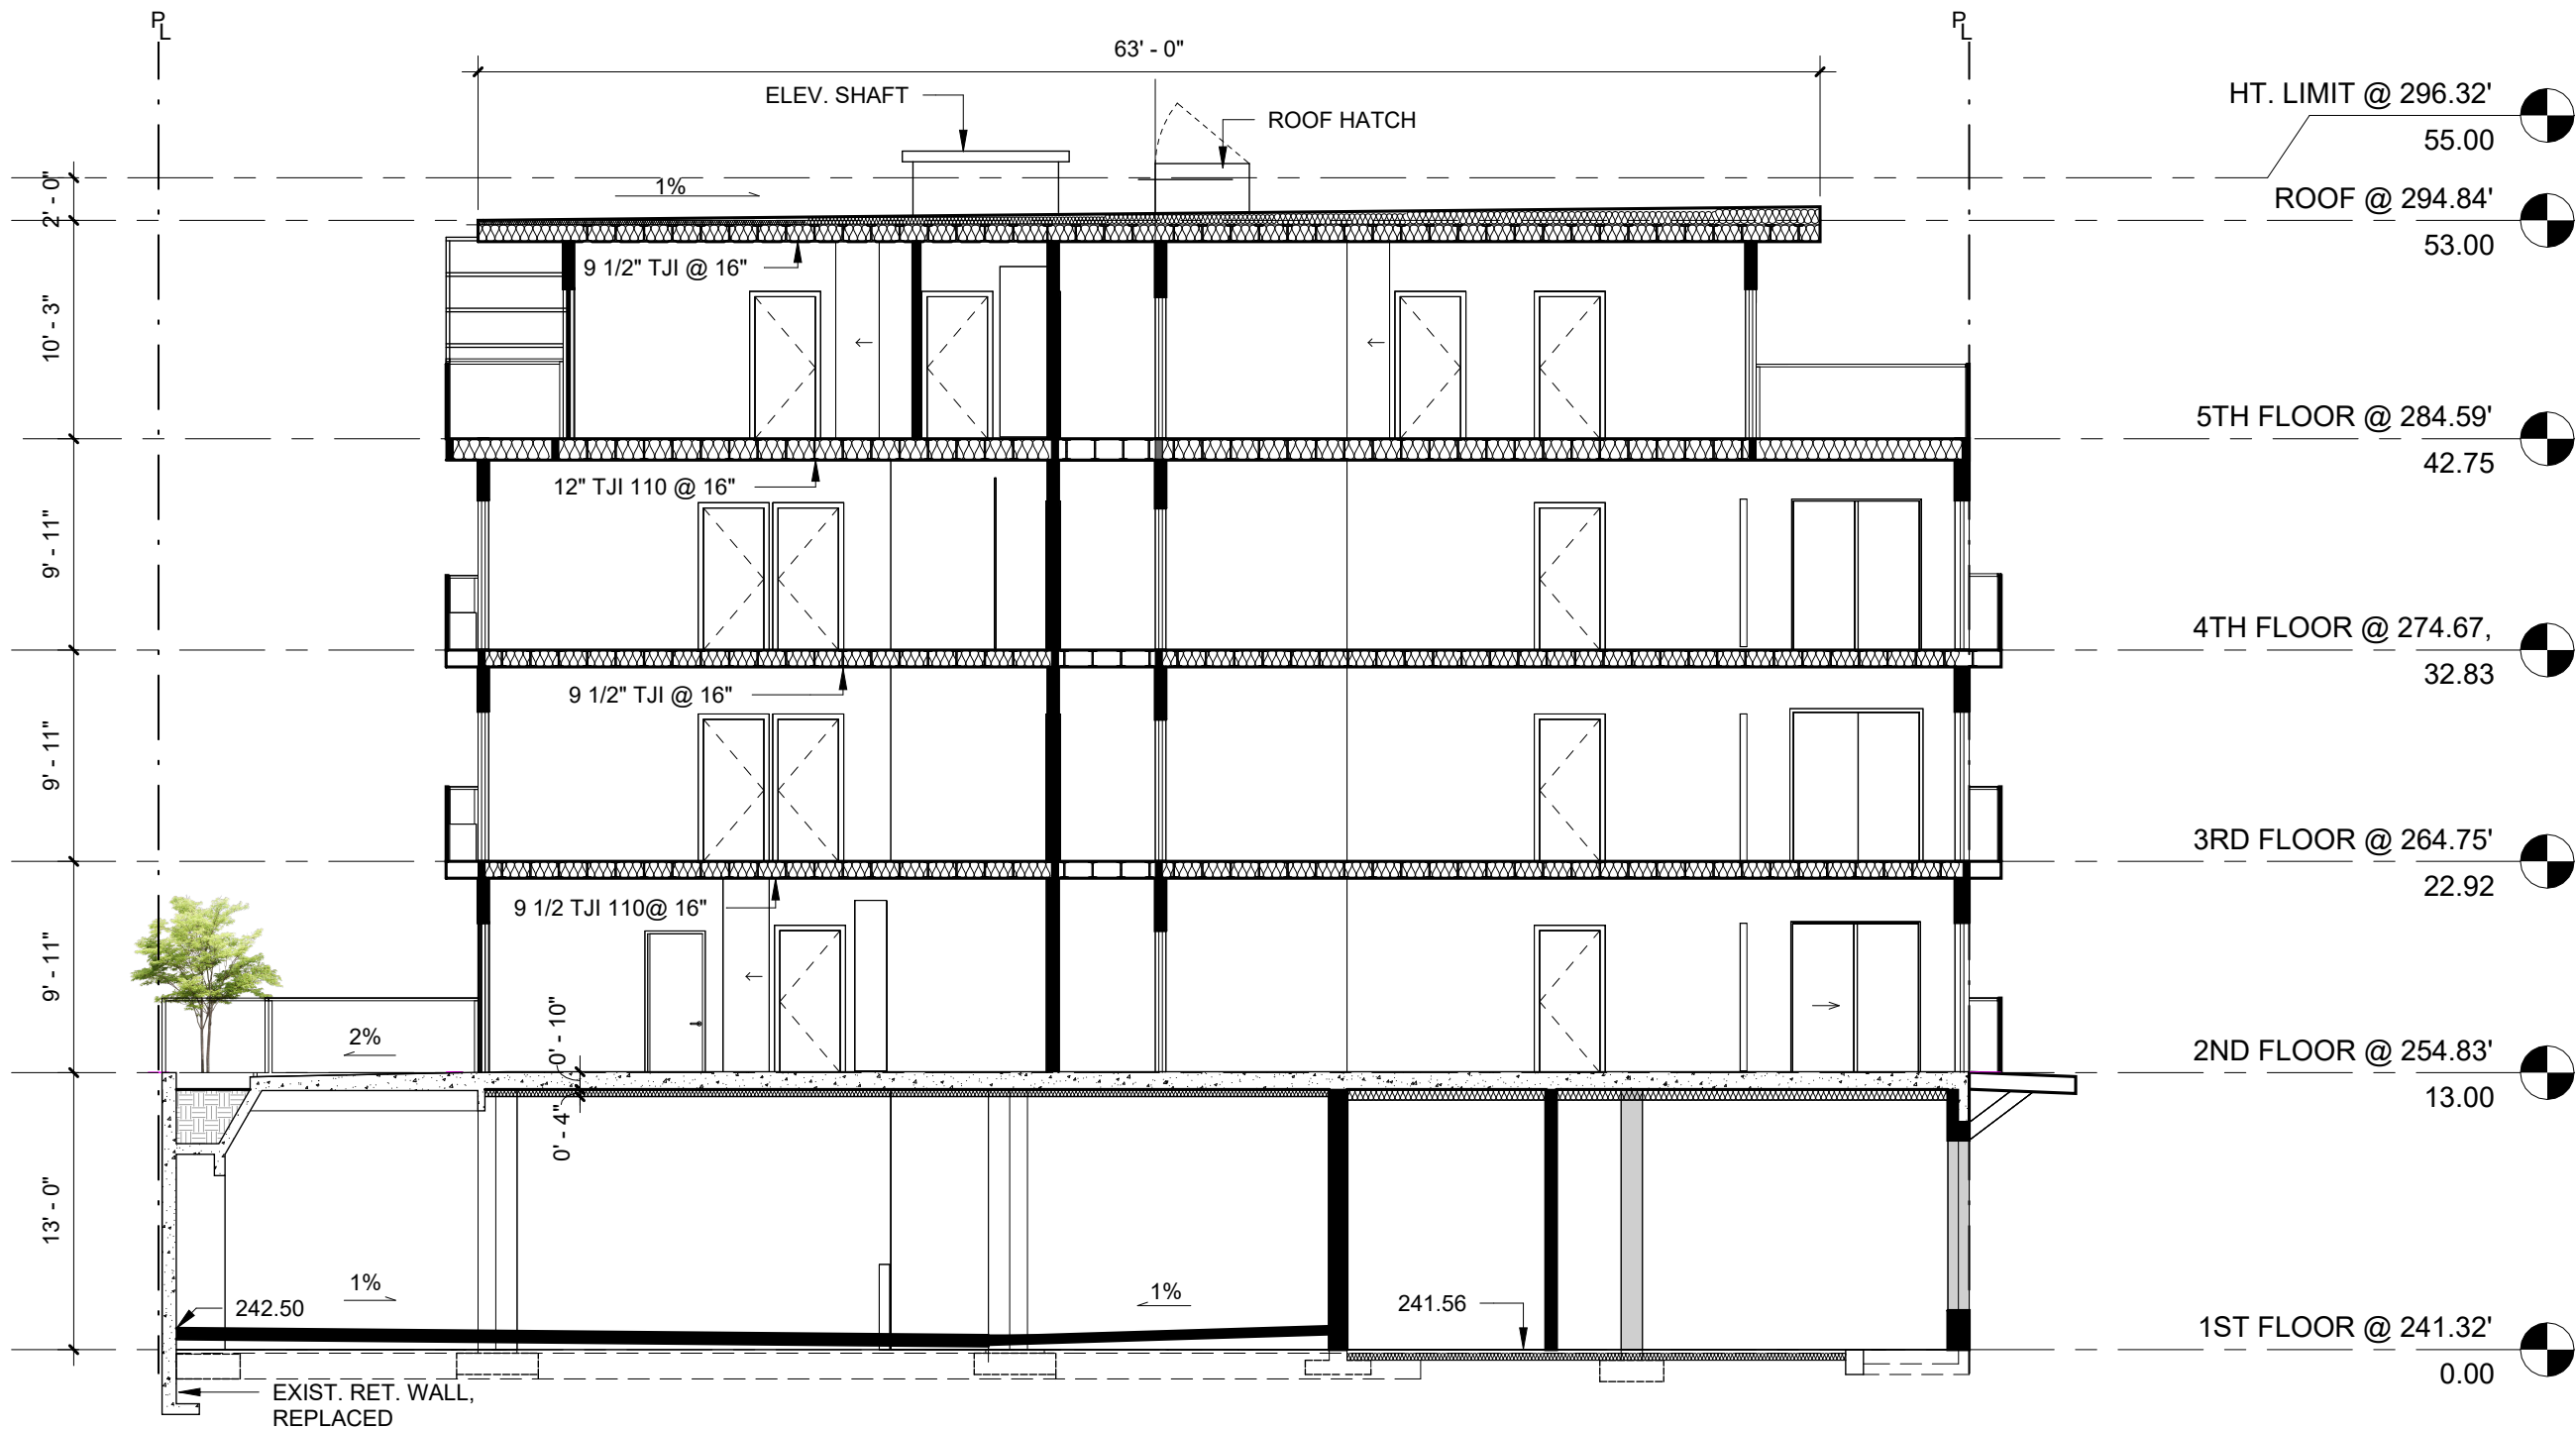 PL
PL
63' - 0"
ELEV. SHAFT
ROOF HATCH
HT. LIMIT @ 296.32'
55.00
1%
2' - 0"
ROOF @ 294.84'
53.00
9 1/2" TJI @ 16"
10' - 3"
5TH FLOOR @ 284.59'
42.75
12" TJI 110 @ 16"
9' - 11"
4TH FLOOR @ 274.67,
32.83
9 1/2" TJI @ 16"
9' - 11"
3RD FLOOR @ 264.75'
22.92
9 1/2 TJI 110@ 16"
9' - 11"
2%
0' - 10"
2ND FLOOR @ 254.83'
13.00
0' - 4"
13' - 0"
1%
1%
242.50
241.56
1ST FLOOR @ 241.32'
0.00
EXIST. RET. WALL,
REPLACED